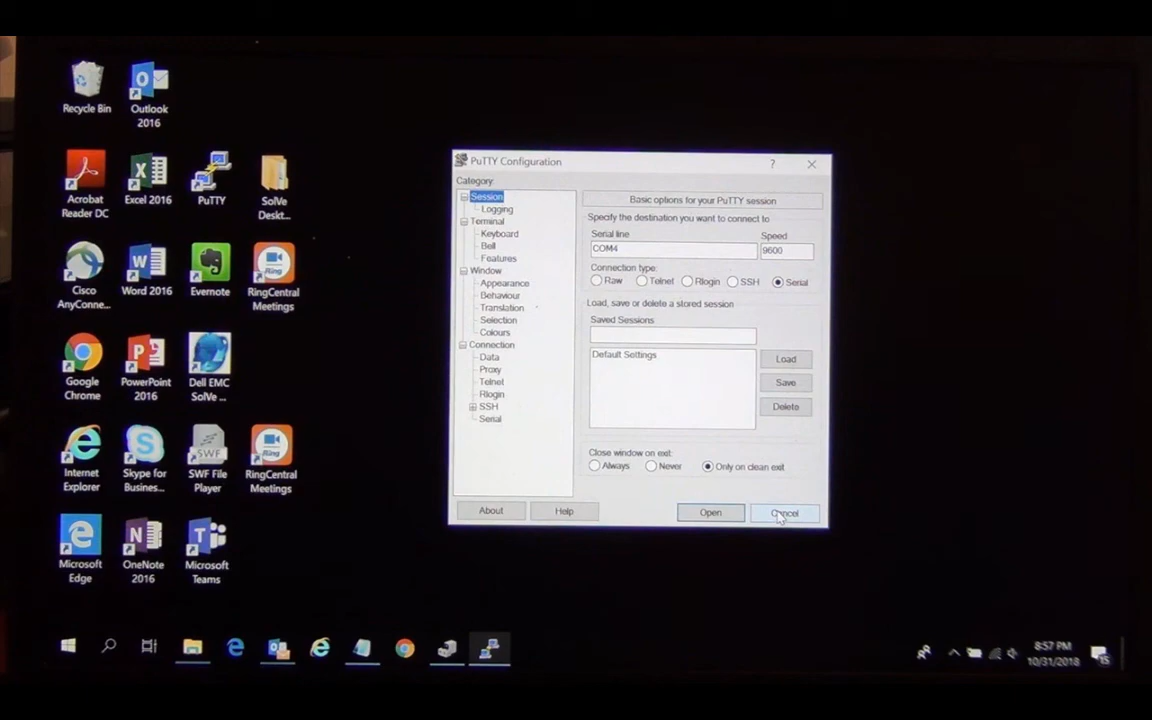 Recycle Bin
Outlook
2016
Acrobat
Reader DC
Excel 2016
PuTTY
SolVe
Deskt...
Cisco
AnyConne...
Word 2016
Evernote
RingCentral
Meetings
Ring
Google
Chrome
PowerPoint
2016
Dell EMC
SolVe ...
Internet
Explorer
Skype for
Busines...
SWF File
Player
SWF
RingCentral
Meetings
Ring
Microsoft
Edge
OneNote
2016
Microsoft
Teams
PuTTY Configuration
?
Category:
Session
Logging
Terminal
Keyboard
Bell
Features
Window
Appearance
Behaviour
Translation
Selection
Colours
Connection
Data
Proxy
Telnet
Rlogin
SSH
Serial
Basic options for your PuTTY session
Specify the destination you want to connect to
Serial line Speed
COM4 9600
Connection type:
Raw Telnet Rlogin SSH Serial
Load, save or delete a stored session
Saved Sessions
Default Settings
Load
Save
Delete
Close window on exit:
Always Never Only on clean exit
About Help Open Cancel
8:57 PM
10/31/2018
15